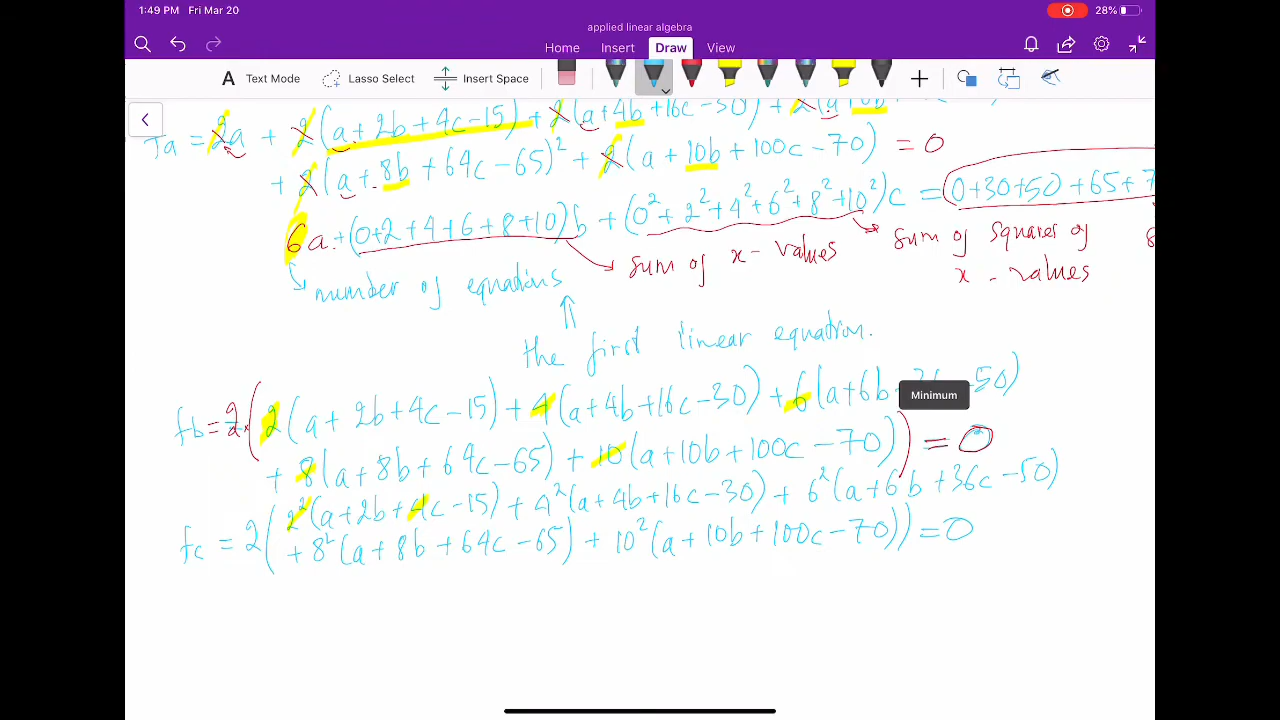 1:49 PM Fri Mar 20
28%
applied linear algebra
Home Insert Draw View
A Text Mode Lasso Select Insert Space
fa = 2a + 2(a + 2b + 4c - 15) + 2(a + 4b + 16c - 30) + 2(a 10b
+ 2(a + 8b + 64c - 65)² + 2(a + 10b + 100c - 70) = 0
6a + (0+2+4+6+8+10)b + (0² + 2² + 4² + 6² + 8² + 10²)c = (0+30+50+65+7
number of equations
sum of x - values
sum of squares of
x - values
the first linear equation.
fb = 2 × (2(a + 2b + 4c - 15) + 4(a + 4b + 16c - 30) + 6(a + 6b 50)
Minimum
+ 8(a + 8b + 64c - 65) + 10(a + 10b + 100c - 70)) = 0
2²(a + 2b + 4c - 15) + 4²(a + 4b + 16c - 30) + 6²(a + 6b + 36c - 50)
fc = 2( + 8²(a + 8b + 64c - 65) + 10²(a + 10b + 100c - 70)) = 0